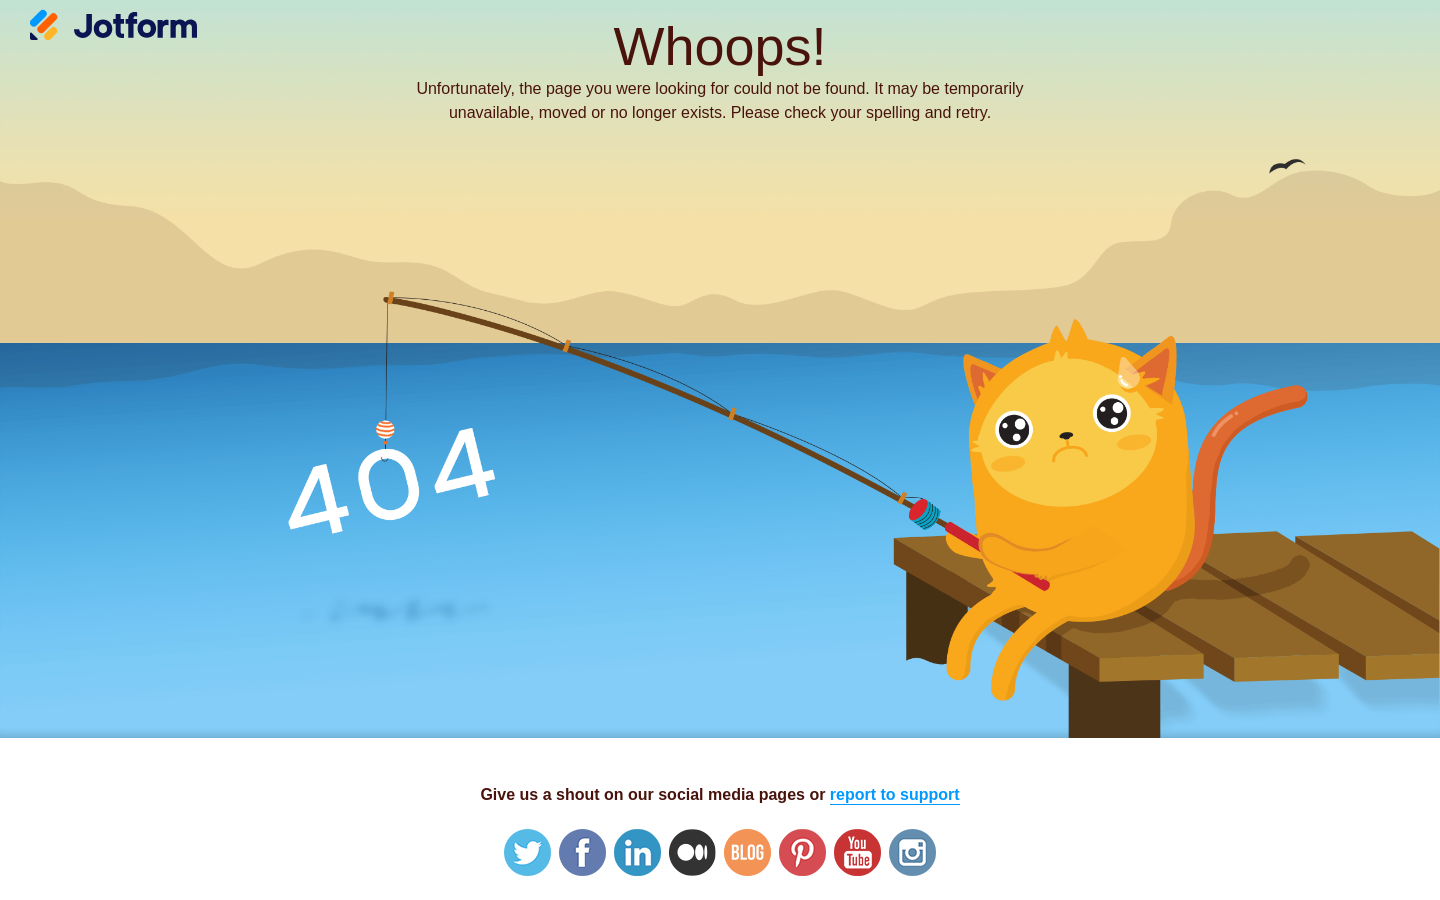 Jotform
Whoops!
Unfortunately, the page you were looking for could not be found. It may be temporarily
unavailable, moved or no longer exists. Please check your spelling and retry.
404
Give us a shout on our social media pages or report to support
BLOG
You
Tube